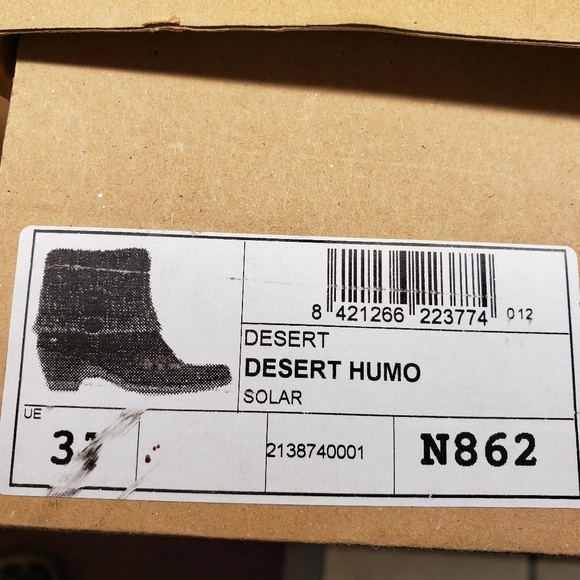 8 421266 223774 012
DESERT
DESERT HUMO
SOLAR
UE
2138740001
N862